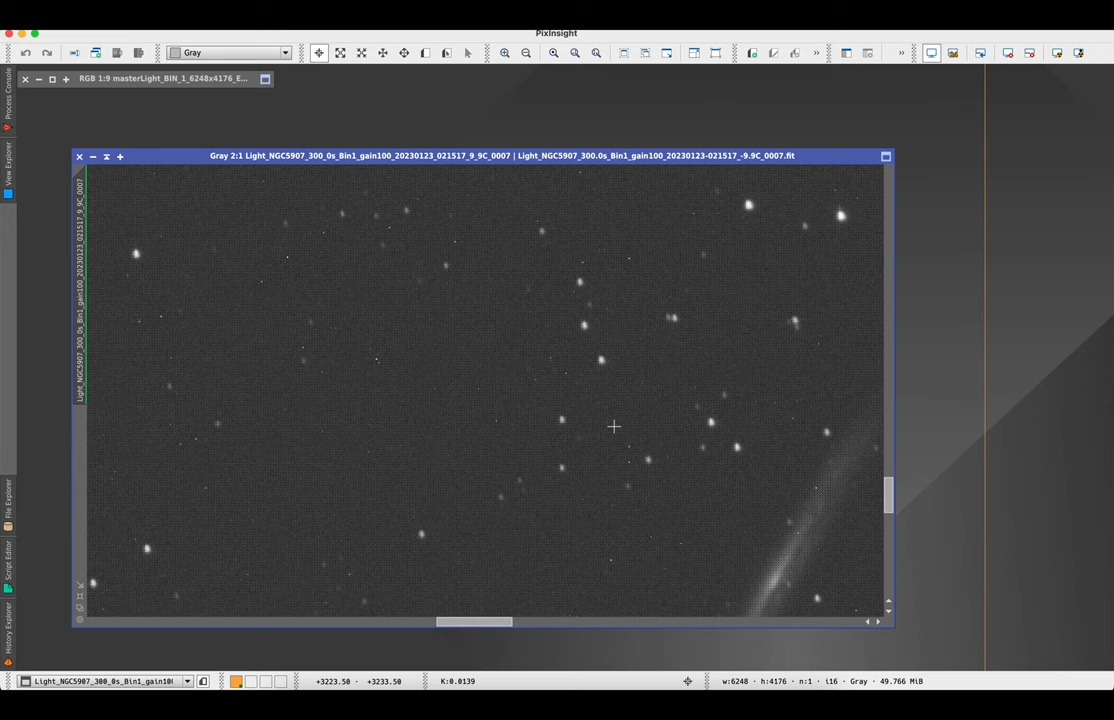 PixInsight
Gray
RGB 1:9 masterLight_BIN_1_6248x4176_E...
Gray 2:1 Light_NGC5907_300_0s_Bin1_gain100_20230123_021517_9_9C_0007 | Light_NGC5907_300.0s_Bin1_gain100_20230123-021517_-9.9C_0007.fit
Light_NGC5907_300_0s_Bin1_gain100_20230123_021517_9_9C_0007
Process Console
View Explorer
File Explorer
Script Editor
History Explorer
Light_NGC5907_300_0s_Bin1_gain10(
+3223.50 · +3233.50
K:0.0139
w:6248 · h:4176 · n:1 · i16 · Gray · 49.766 MiB